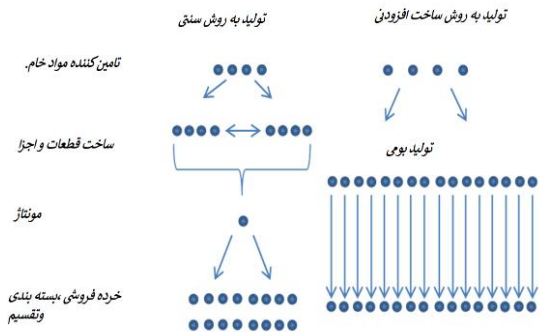 تولید به روش ساخت افزودنی
تولید به روش سنتی
تامین کننده مواد خام.
ساخت قطعات و اجزا
تولید بومی
مونتاژ
خرده فروشی ،بسته بندی
وتقسیم